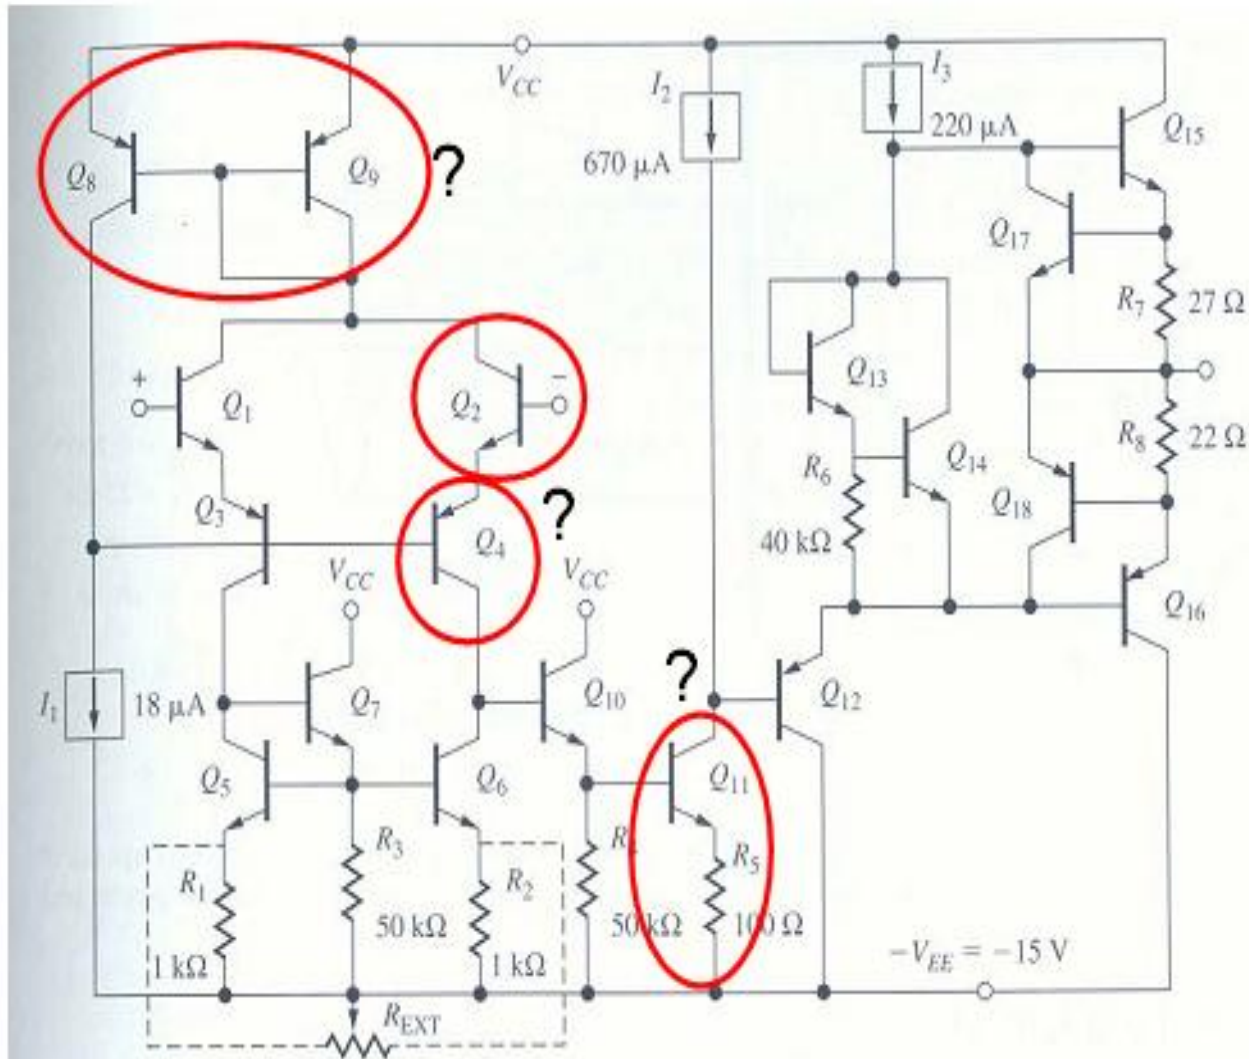 V_CC
I_2
670 μA
I_3
220 μA
Q_15
Q_8
Q_9
?
Q_17
R_7
27 Ω
+
Q_1
Q_2
−
Q_13
R_8
22 Ω
Q_3
Q_4
?
R_6
40 kΩ
Q_14
Q_18
V_CC
V_CC
Q_16
I_1
18 μA
Q_7
Q_10
?
Q_12
Q_5
Q_6
Q_11
R_1
R_3
R_2
R_5
1 kΩ
50 kΩ
1 kΩ
50 kΩ
100 Ω
−V_EE = −15 V
R_EXT